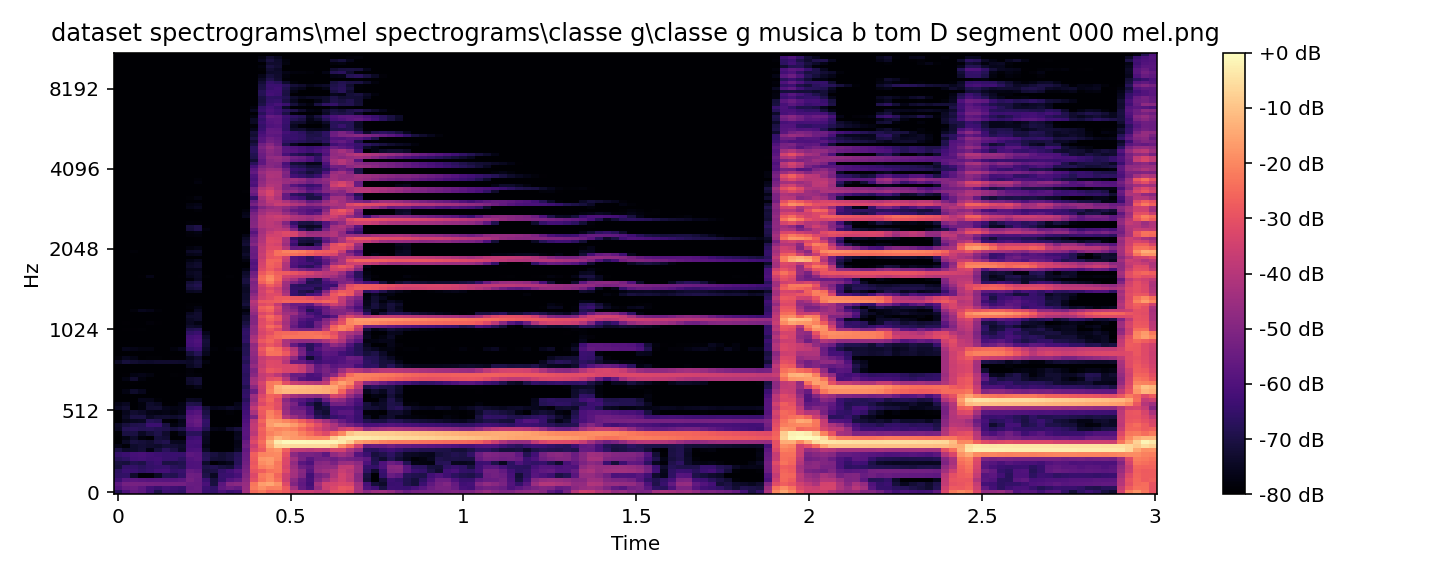 dataset spectrograms\mel spectrograms\classe g\classe g musica b tom D segment 000 mel.png
8192
4096
2048
1024
512
0
Hz
0
0.5
1
1.5
2
2.5
3
Time
+0 dB
-10 dB
-20 dB
-30 dB
-40 dB
-50 dB
-60 dB
-70 dB
-80 dB